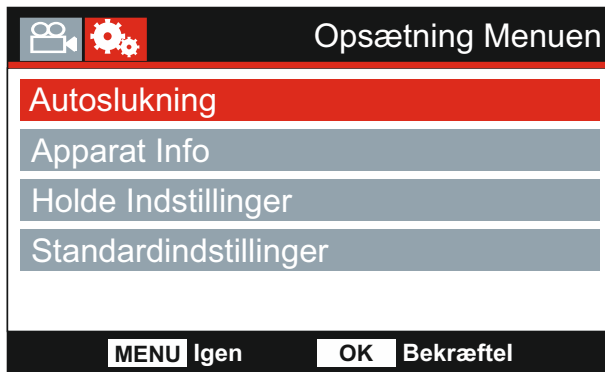 Opsætning Menuen
Autoslukning
Apparat Info
Holde Indstillinger
Standardindstillinger
MENU Igen OK Bekræftel